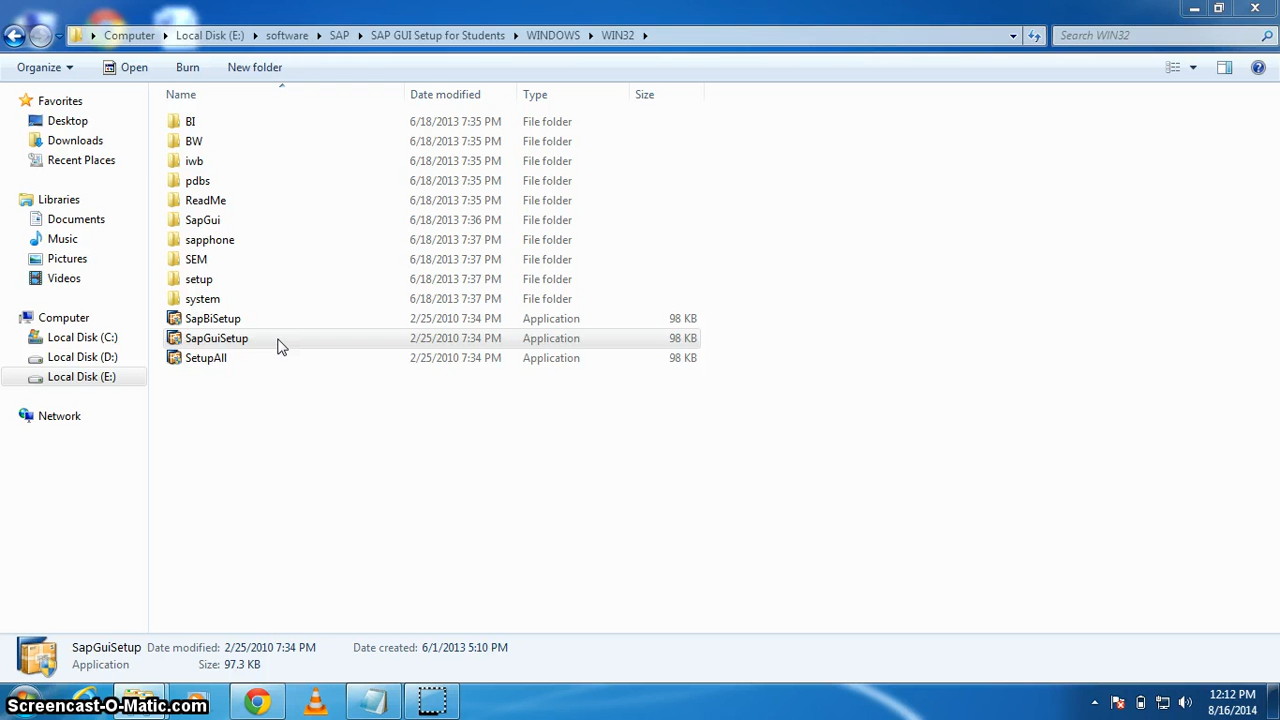 Computer Local Disk (E:) software SAP SAP GUI Setup for Students WINDOWS WIN32 Search WIN32
Organize Open Burn New folder
Name Date modified Type Size
Favorites
Desktop
Downloads
Recent Places
Libraries
Documents
Music
Pictures
Videos
Computer
Local Disk (C:)
Local Disk (D:)
Local Disk (E:)
Network
BI 6/18/2013 7:35 PM File folder
BW 6/18/2013 7:35 PM File folder
iwb 6/18/2013 7:35 PM File folder
pdbs 6/18/2013 7:35 PM File folder
ReadMe 6/18/2013 7:35 PM File folder
SapGui 6/18/2013 7:36 PM File folder
sapphone 6/18/2013 7:37 PM File folder
SEM 6/18/2013 7:37 PM File folder
setup 6/18/2013 7:37 PM File folder
system 6/18/2013 7:37 PM File folder
SapBiSetup 2/25/2010 7:34 PM Application 98 KB
SapGuiSetup 2/25/2010 7:34 PM Application 98 KB
SetupAll 2/25/2010 7:34 PM Application 98 KB
SapGuiSetup Date modified: 2/25/2010 7:34 PM Date created: 6/1/2013 5:10 PM
Application Size: 97.3 KB
Screencast-O-Matic.com
12:12 PM
8/16/2014